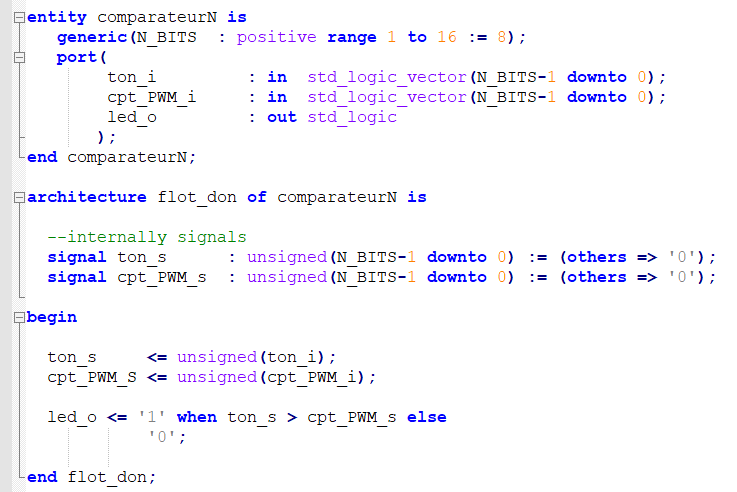 entity comparateurN is
generic(N_BITS : positive range 1 to 16 := 8);
port(
ton_i : in std_logic_vector(N_BITS-1 downto 0);
cpt_PWM_i : in std_logic_vector(N_BITS-1 downto 0);
led_o : out std_logic
);
end comparateurN;
architecture flot_don of comparateurN is
--internally signals
signal ton_s : unsigned(N_BITS-1 downto 0) := (others => '0');
signal cpt_PWM_s : unsigned(N_BITS-1 downto 0) := (others => '0');
begin
ton_s <= unsigned(ton_i);
cpt_PWM_S <= unsigned(cpt_PWM_i);
led_o <= '1' when ton_s > cpt_PWM_s else
'0';
end flot_don;